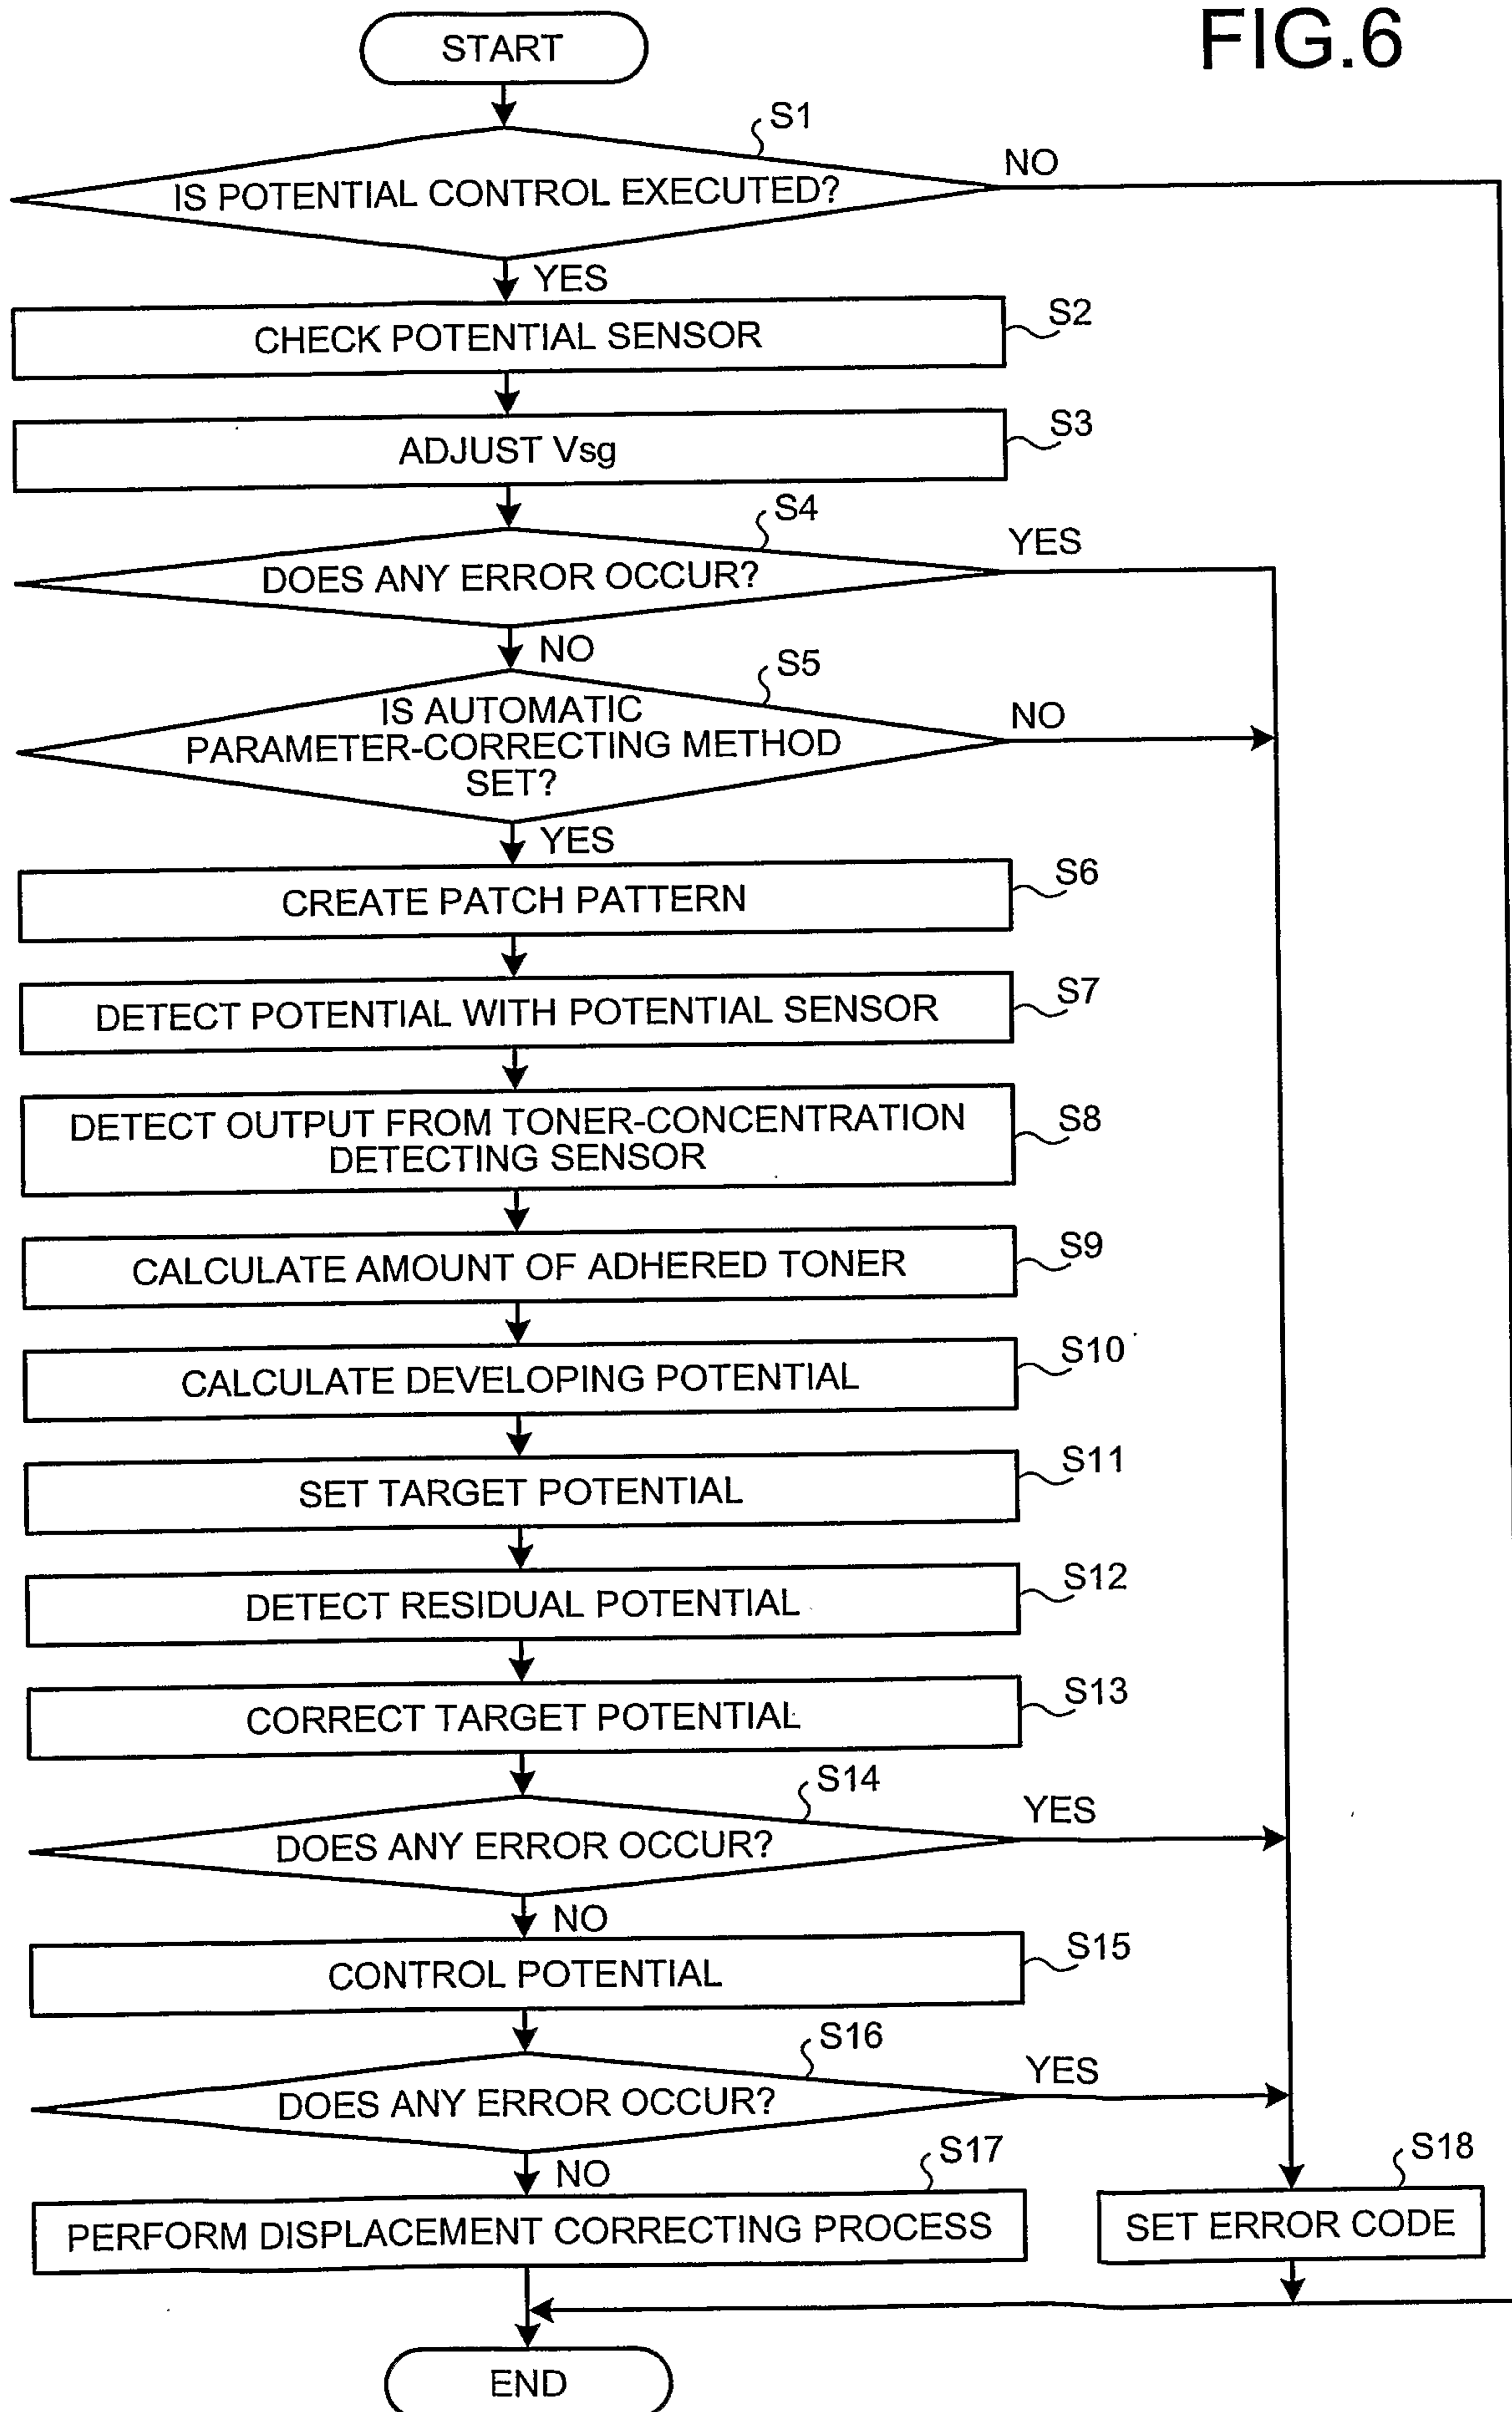 FIG.6
START
S1
IS POTENTIAL CONTROL EXECUTED?
NO
YES
CHECK POTENTIAL SENSOR
S2
ADJUST Vsg
S3
S4
DOES ANY ERROR OCCUR?
YES
NO
S5
IS AUTOMATIC
PARAMETER-CORRECTING METHOD
SET?
NO
YES
CREATE PATCH PATTERN
S6
DETECT POTENTIAL WITH POTENTIAL SENSOR
S7
DETECT OUTPUT FROM TONER-CONCENTRATION
DETECTING SENSOR
S8
CALCULATE AMOUNT OF ADHERED TONER
S9
CALCULATE DEVELOPING POTENTIAL
S10
SET TARGET POTENTIAL
S11
DETECT RESIDUAL POTENTIAL
S12
CORRECT TARGET POTENTIAL
S13
S14
DOES ANY ERROR OCCUR?
YES
NO
CONTROL POTENTIAL
S15
S16
DOES ANY ERROR OCCUR?
YES
NO
S17
PERFORM DISPLACEMENT CORRECTING PROCESS
S18
SET ERROR CODE
END